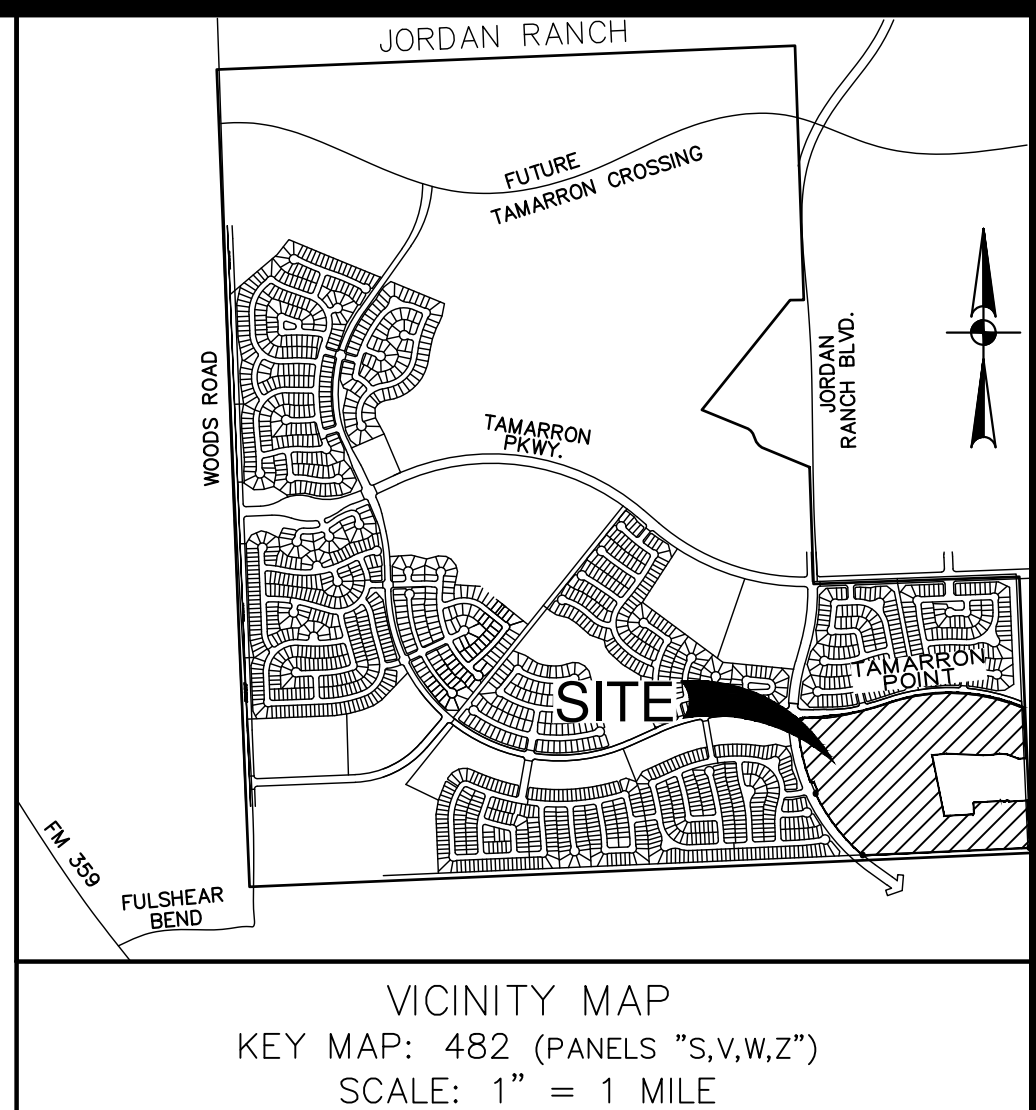 JORDAN RANCH
FUTURE
TAMARRON CROSSING
WOODS ROAD
JORDAN
RANCH BLVD.
TAMARRON
PKWY.
TAMARRON
POINT
SITE
FM 359
FULSHEAR
BEND
VICINITY MAP
KEY MAP: 482 (PANELS "S,V,W,Z")
SCALE: 1" = 1 MILE